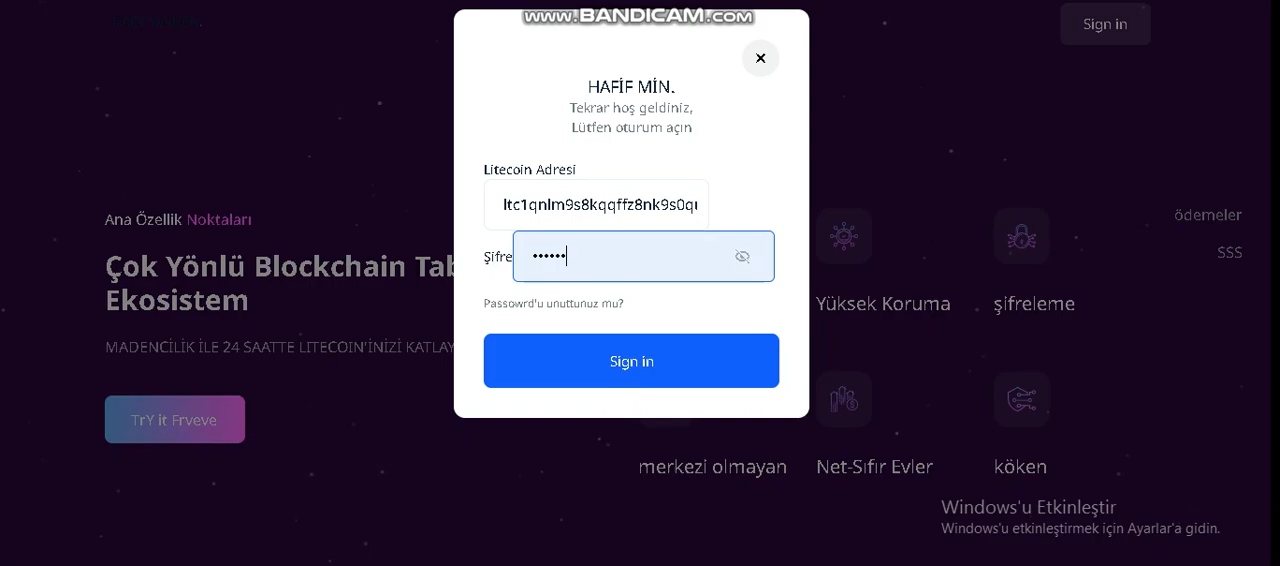 www.BANDICAM.com
Sign in
HAFİF MİN.
Tekrar hoş geldiniz,
Lütfen oturum açın
Litecoin Adresi
ltc1qnlm9s8kqqffz8nk9s0qu
Şifre
Passowrd'u unuttunuz mu?
Sign in
Ana Özellik Noktaları
Çok Yönlü Blockchain Tab
Ekosistem
MADENCİLİK İLE 24 SAATTE LITECOIN'İNİZİ KATLAY
TrY it Frveve
ödemeler
SSS
Yüksek Koruma
şifreleme
merkezi olmayan
Net-Sıfır Evler
köken
Windows'u Etkinleştir
Windows'u etkinleştirmek için Ayarlar'a gidin.